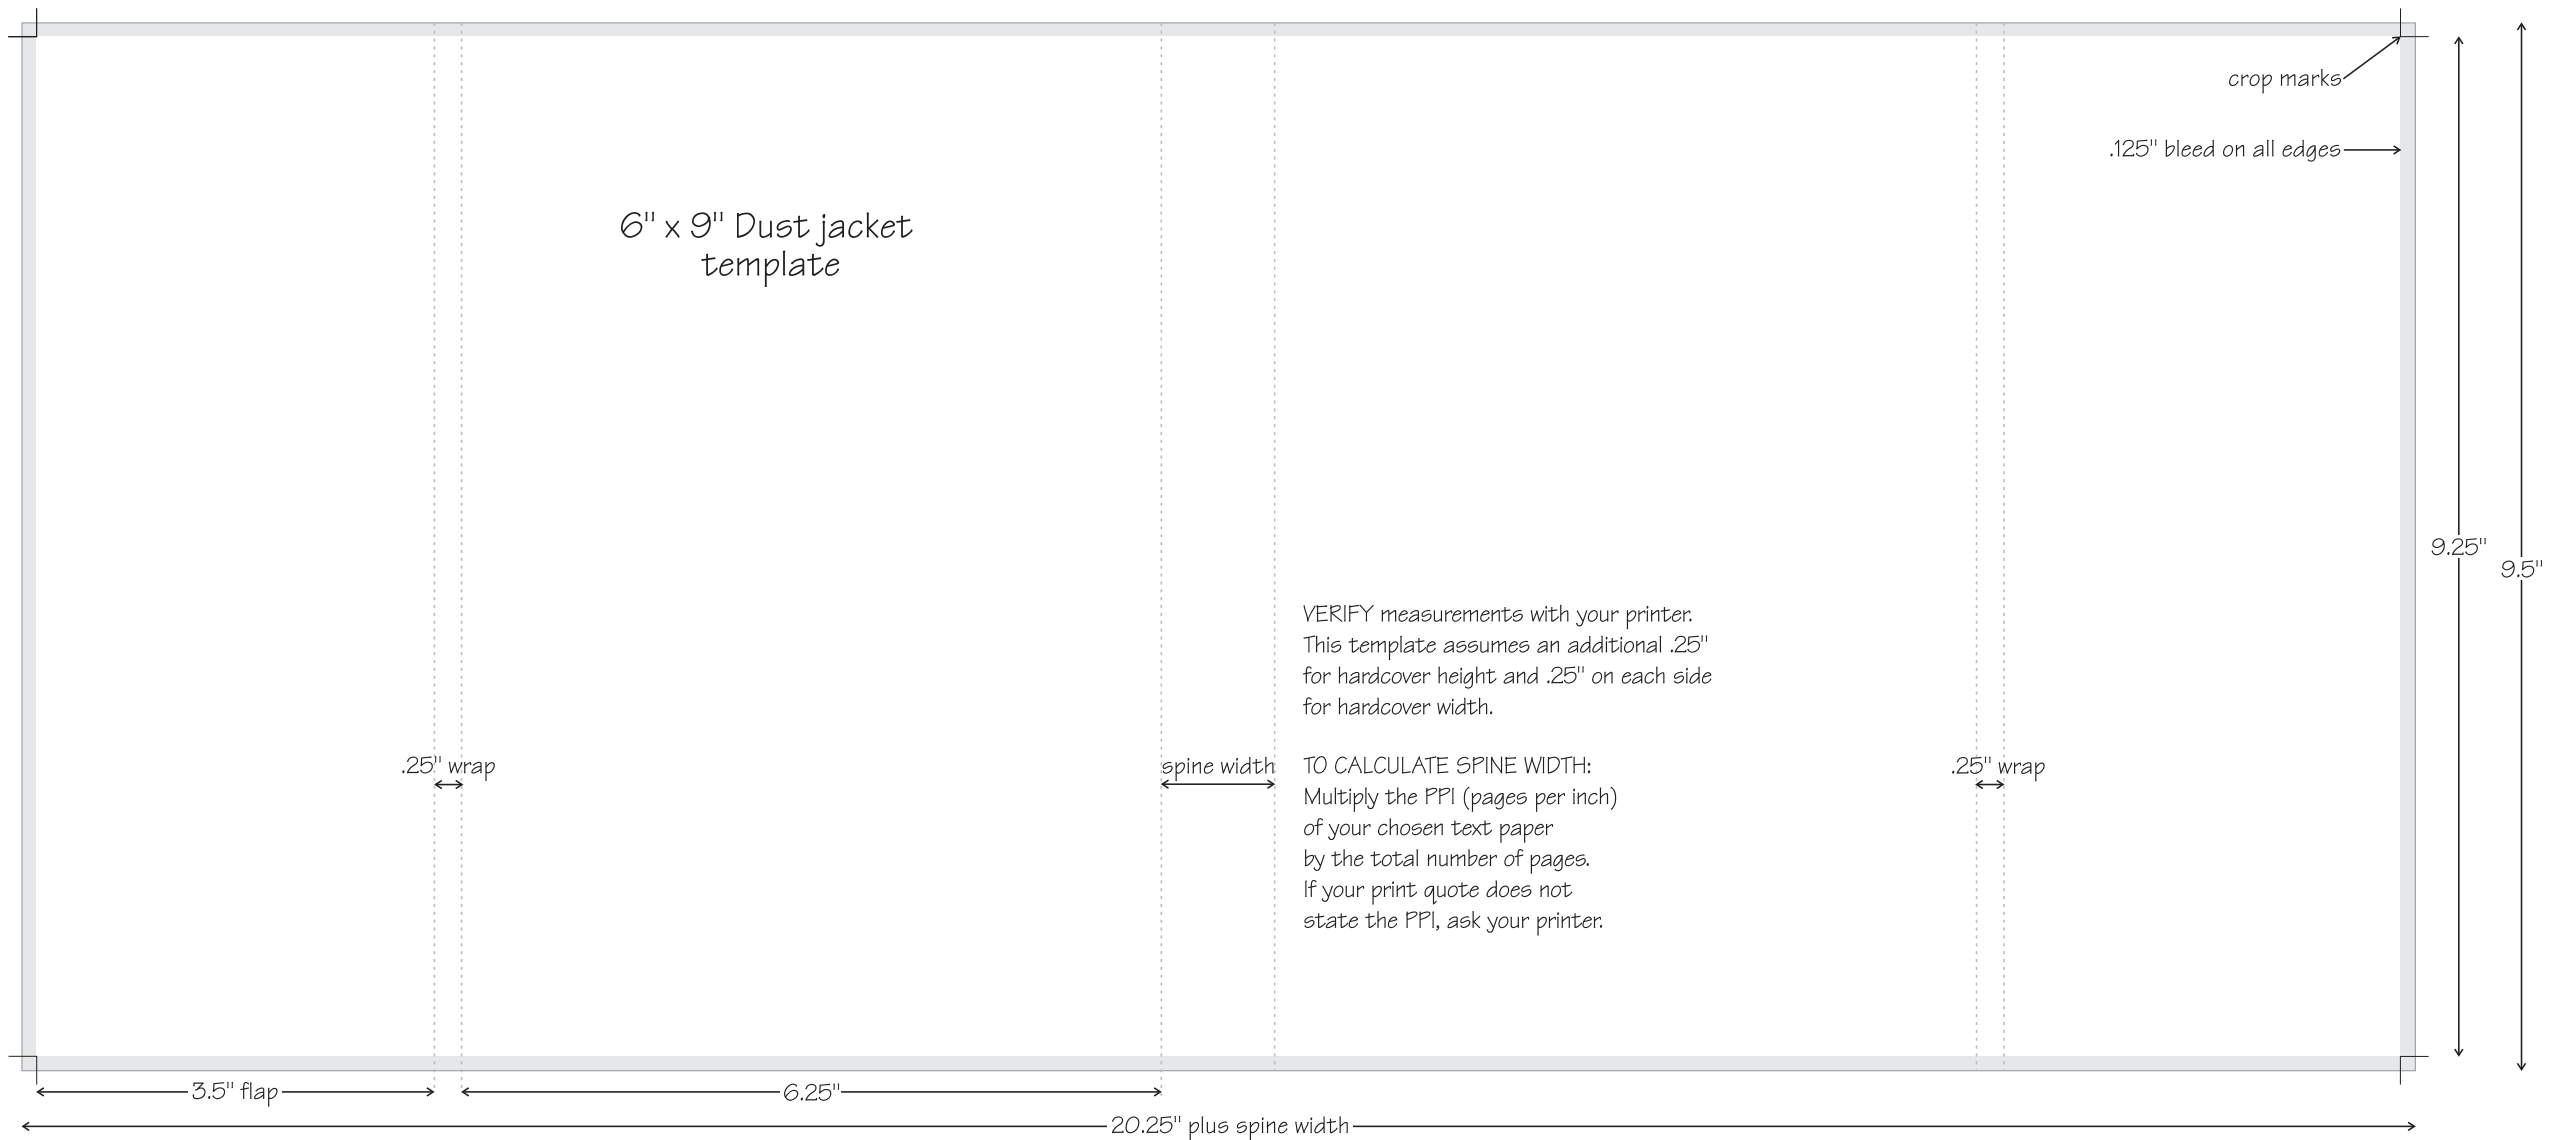 crop marks
.125" bleed on all edges
6" x 9" Dust jacket
template
9.25"
9.5"
VERIFY measurements with your printer.
This template assumes an additional .25"
for hardcover height and .25" on each side
for hardcover width.
.25" wrap
spine width
TO CALCULATE SPINE WIDTH:
Multiply the PPI (pages per inch)
of your chosen text paper
by the total number of pages.
If your print quote does not
state the PPI, ask your printer.
.25" wrap
3.5" flap
6.25"
20.25" plus spine width